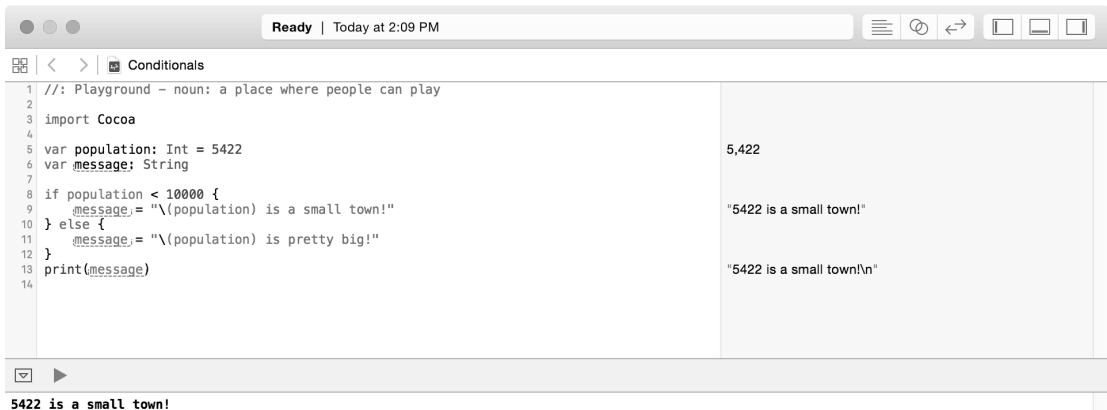 Ready | Today at 2:09 PM
Conditionals
1 //: Playground – noun: a place where people can play
2
3 import Cocoa
4
5 var population: Int = 5422 5,422
6 var message: String
7
8 if population < 10000 {
9 message = "\(population) is a small town!" "5422 is a small town!"
10 } else {
11 message = "\(population) is pretty big!"
12 }
13 print(message) "5422 is a small town!\n"
14
5422 is a small town!